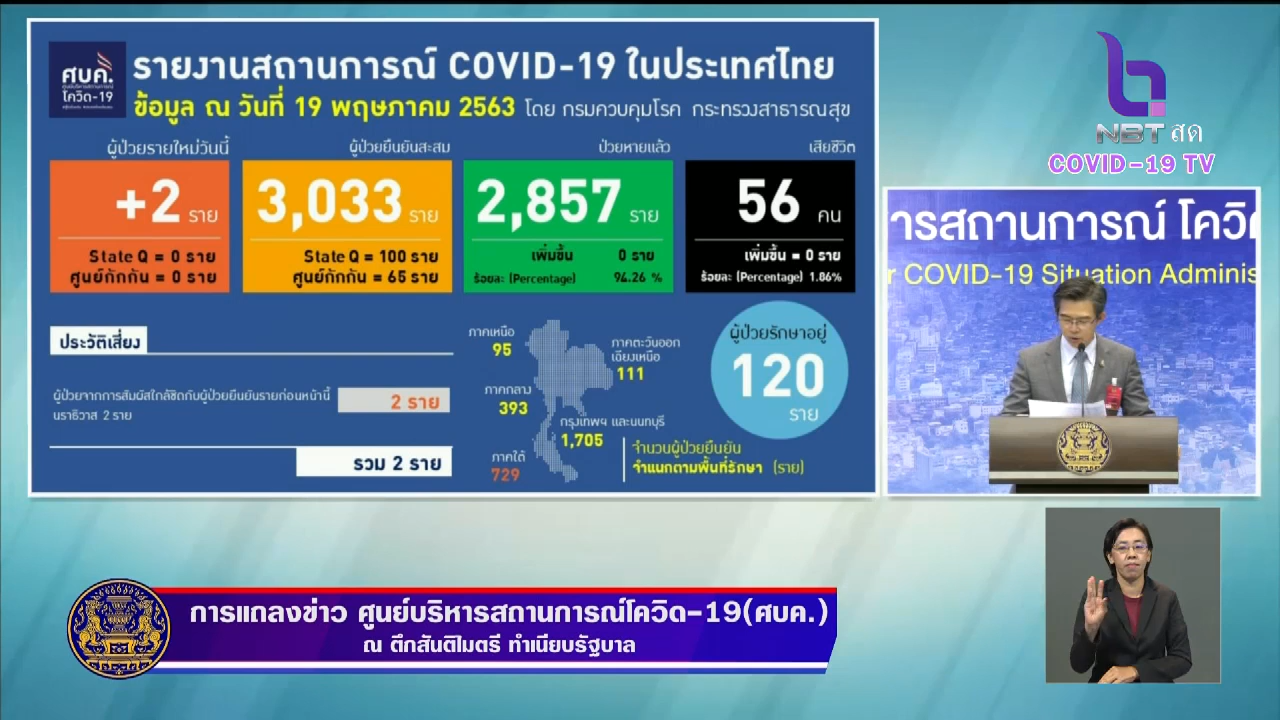 ศบค.
โควิด-19
รายงานสถานการณ์ COVID-19 ในประเทศไทย
ข้อมูล ณ วันที่ 19 พฤษภาคม 2563 โดย กรมควบคุมโรค กระทรวงสาธารณสุข
ผู้ป่วยรายใหม่วันนี้
+2 ราย
State Q = 0 ราย
ศูนย์กักกัน = 0 ราย
ผู้ป่วยยืนยันสะสม
3,033 ราย
State Q = 100 ราย
ศูนย์กักกัน = 65 ราย
ป่วยหายแล้ว
2,857 ราย
เพิ่มขึ้น 0 ราย
ร้อยละ (Percentage) 94.26 %
เสียชีวิต
56 คน
เพิ่มขึ้น = 0 ราย
ร้อยละ (Percentage) 1.86%
ประวัติเสี่ยง
ผู้ป่วยจากการสัมผัสใกล้ชิดกับผู้ป่วยยืนยันรายก่อนหน้านี้
นราธิวาส 2 ราย
2 ราย
รวม 2 ราย
ภาคเหนือ
95
ภาคตะวันออก
เฉียงเหนือ
111
ภาคกลาง
393
กรุงเทพฯ และนนทบุรี
1,705
ภาคใต้
729
ผู้ป่วยรักษาอยู่
120
ราย
จำนวนผู้ป่วยยืนยัน
จำแนกตามพื้นที่รักษา (ราย)
NBT สด
COVID-19 TV
ารสถานการณ์ โควิด
r COVID-19 Situation Adminis
การแถลงข่าว ศูนย์บริหารสถานการณ์โควิด-19(ศบค.)
ณ ตึกสันติไมตรี ทำเนียบรัฐบาล